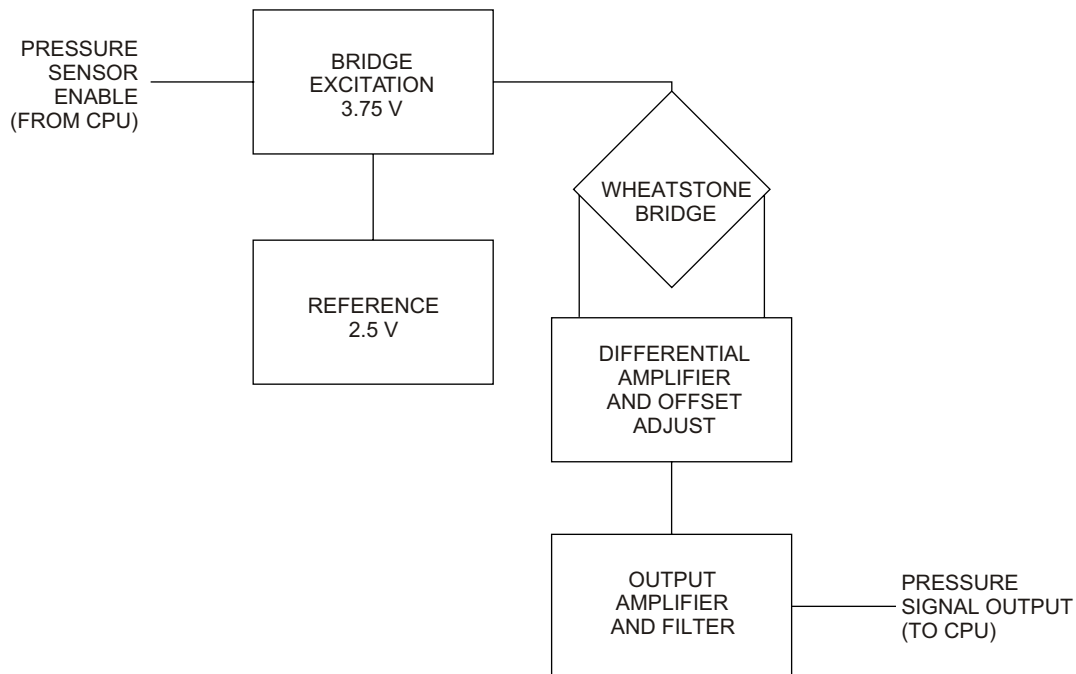 PRESSURE
SENSOR
ENABLE
(FROM CPU)
BRIDGE
EXCITATION
3.75 V
WHEATSTONE
BRIDGE
REFERENCE
2.5 V
DIFFERENTIAL
AMPLIFIER
AND OFFSET
ADJUST
OUTPUT
AMPLIFIER
AND FILTER
PRESSURE
SIGNAL OUTPUT
(TO CPU)